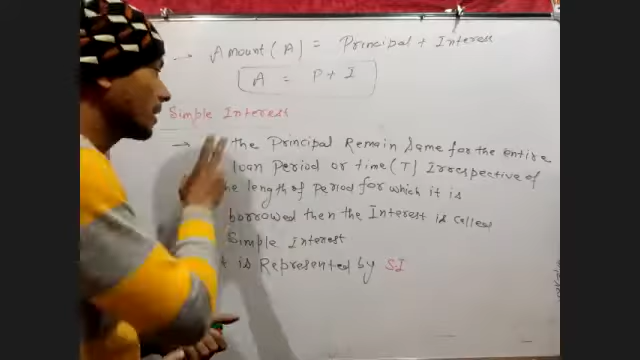 → Amount (A) = Principal + Interest
A = P + I
Simple Interest
→ the Principal Remain Same for the entire
loan Period or time (T) Irrespective of
the length of Period for which it is
borrowed then the Interest is called
Simple Interest
is Represented by SI